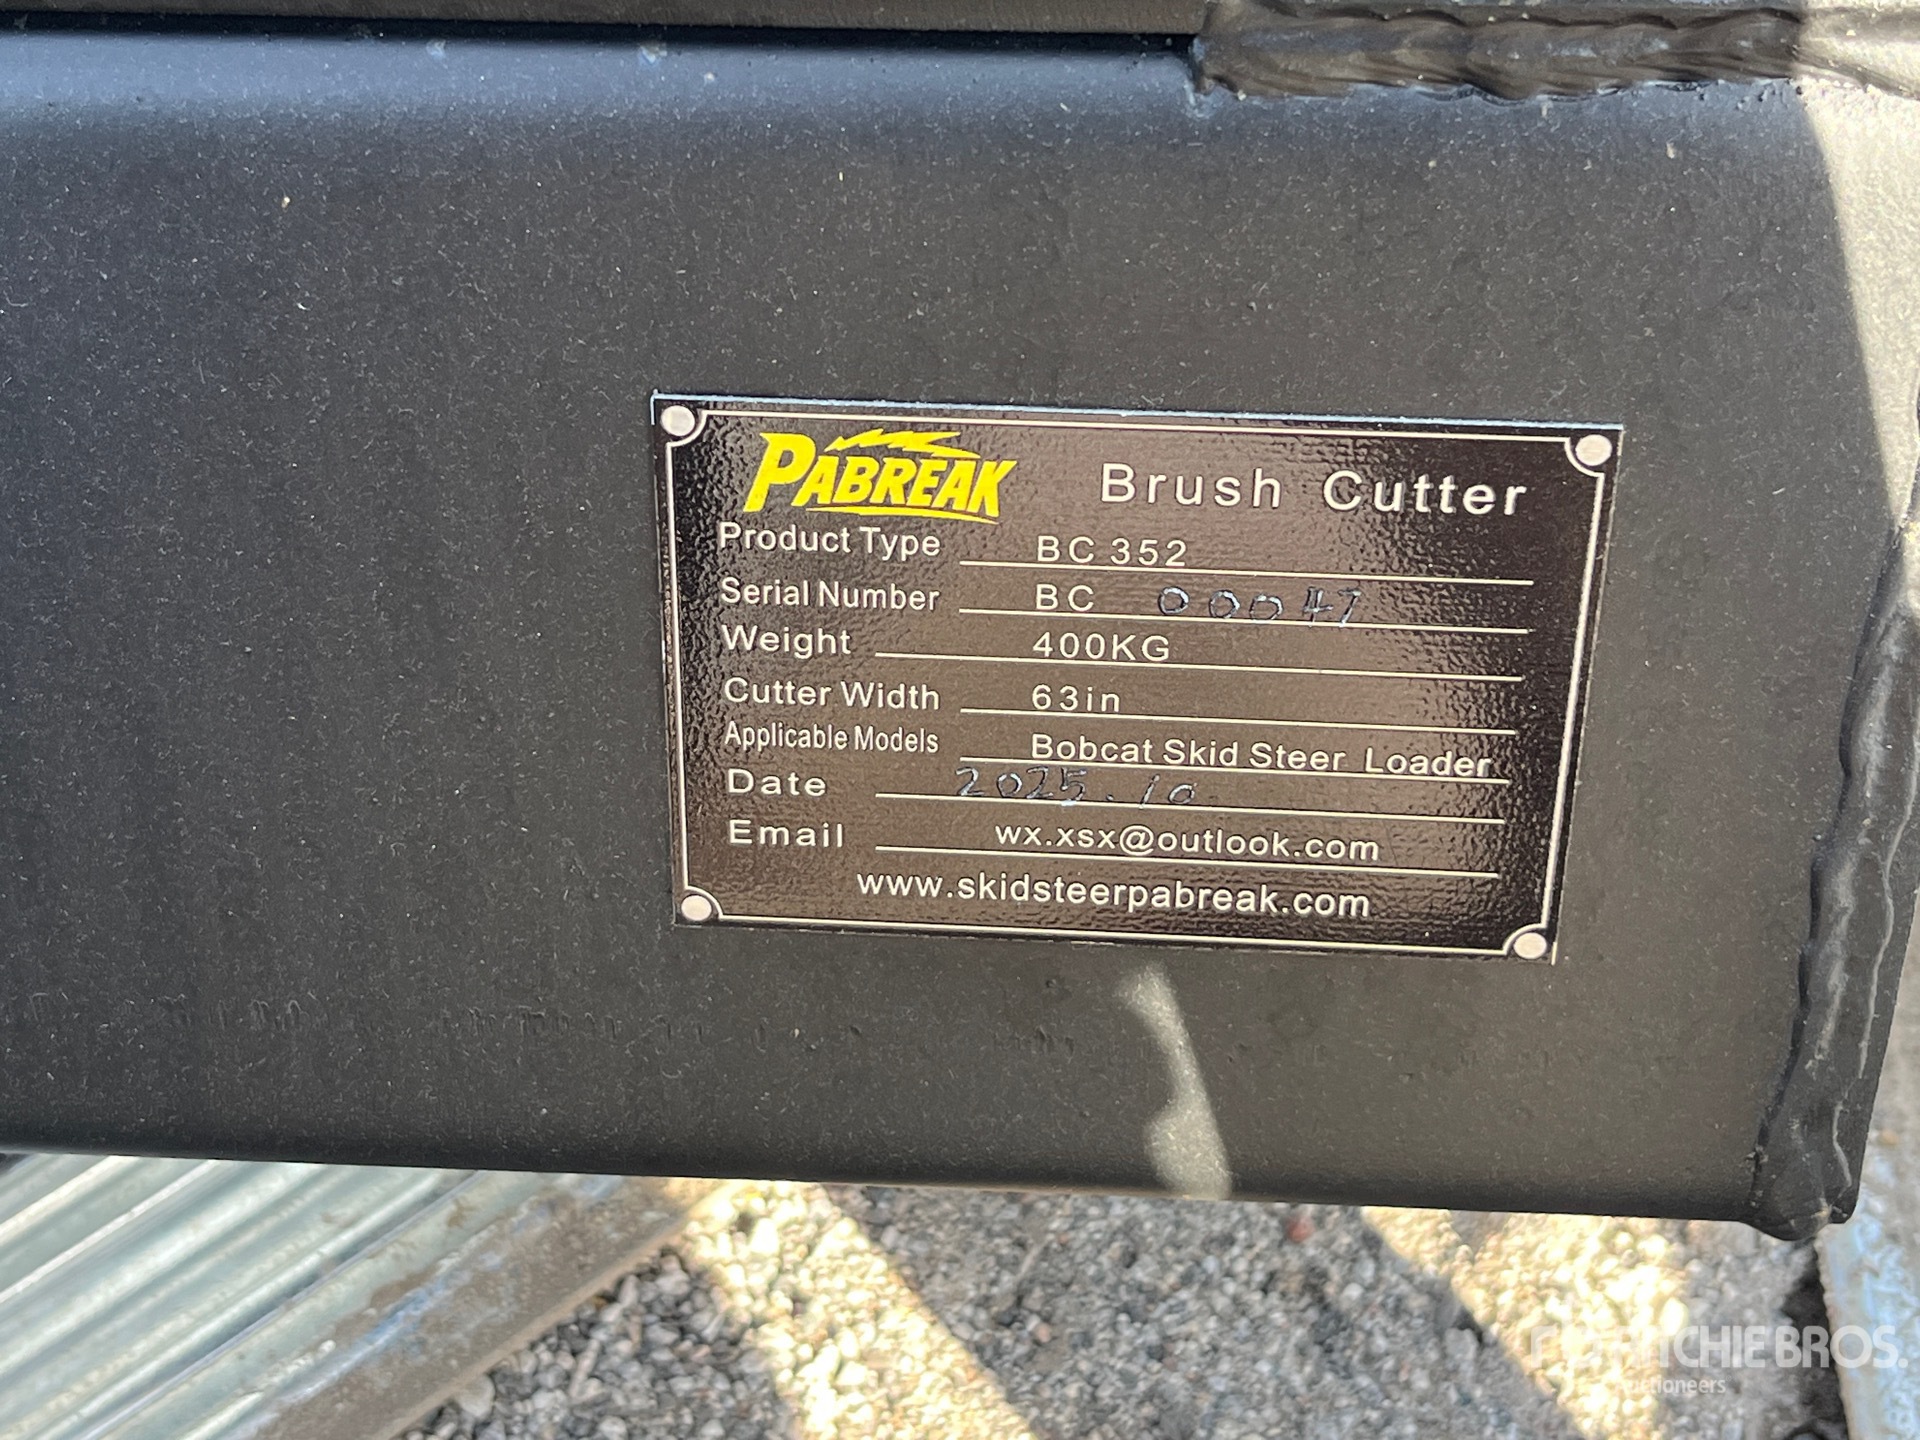 PABREAK Brush Cutter
Product Type BC 352
Serial Number BC 00047
Weight 400KG
Cutter Width 63in
Applicable Models Bobcat Skid Steer Loader
Date 2025.10
Email wx.xsx@outlook.com
www.skidsteerpabreak.com
RITCHIE BROS.
Auctioneers